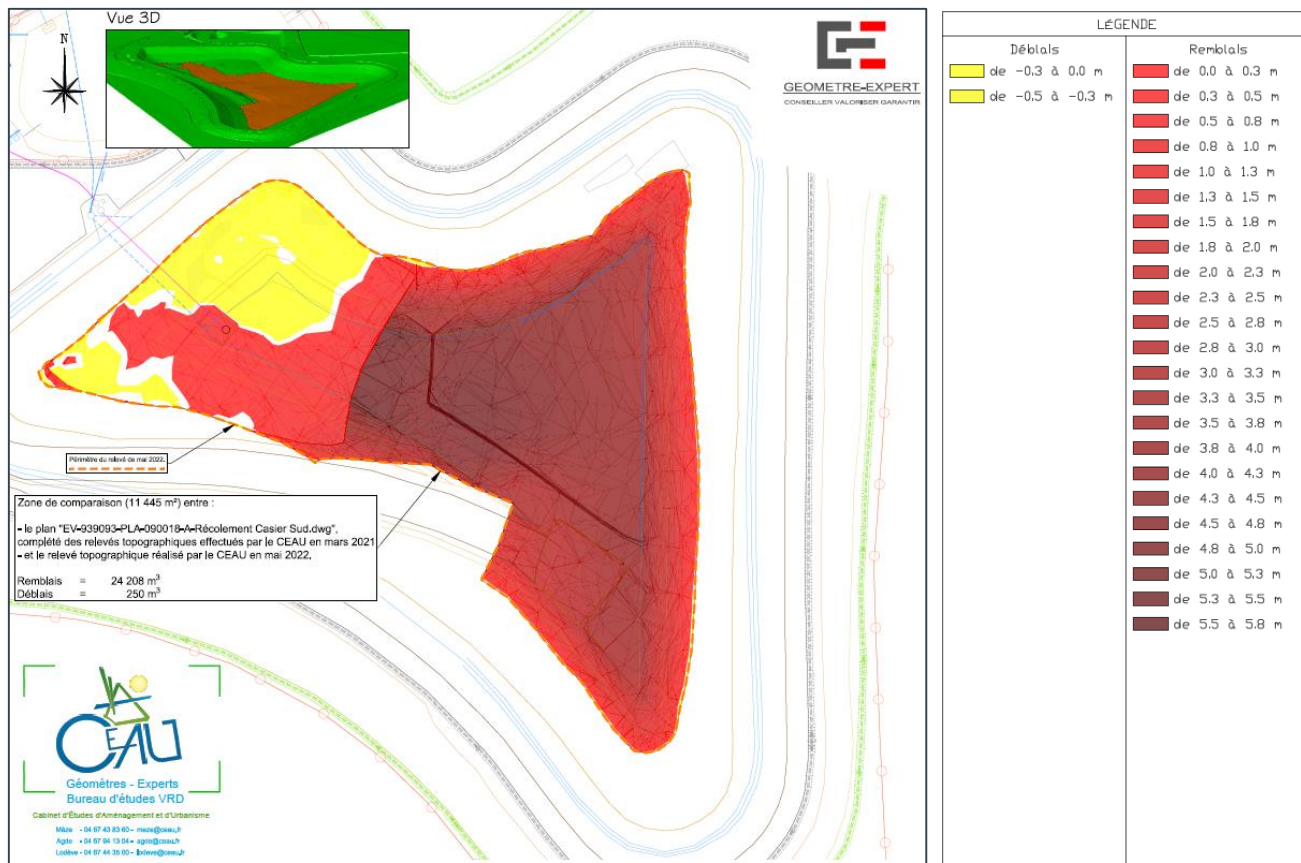 Vue 3D
N
GEOMETRE-EXPERT
CONSEILLER VALORISER GARANTIR
Périmètre du relevé de mai 2022.
Zone de comparaison (11 445 m²) entre :
- le plan "EV-939093-PLA-090018-A-Récolement Casier Sud.dwg",
complété des relevés topographiques effectués par le CEAU en mars 2021
- et le relevé topographique réalisé par le CEAU en mai 2022,
Remblais = 24 208 m³
Déblais = 250 m³
CEAU
Géomètres - Experts
Bureau d'études VRD
Cabinet d'Études d'Aménagement et d'Urbanisme
Mèze - 04 67 43 83 60 - meze@ceau.fr
Agde - 04 67 94 13 04 - agde@ceau.fr
Lodève - 04 67 44 35 00 - lodeve@ceau.fr
LÉGENDE
Déblais
de -0.3 à 0.0 m
de -0.5 à -0.3 m
Remblais
de 0.0 à 0.3 m
de 0.3 à 0.5 m
de 0.5 à 0.8 m
de 0.8 à 1.0 m
de 1.0 à 1.3 m
de 1.3 à 1.5 m
de 1.5 à 1.8 m
de 1.8 à 2.0 m
de 2.0 à 2.3 m
de 2.3 à 2.5 m
de 2.5 à 2.8 m
de 2.8 à 3.0 m
de 3.0 à 3.3 m
de 3.3 à 3.5 m
de 3.5 à 3.8 m
de 3.8 à 4.0 m
de 4.0 à 4.3 m
de 4.3 à 4.5 m
de 4.5 à 4.8 m
de 4.8 à 5.0 m
de 5.0 à 5.3 m
de 5.3 à 5.5 m
de 5.5 à 5.8 m